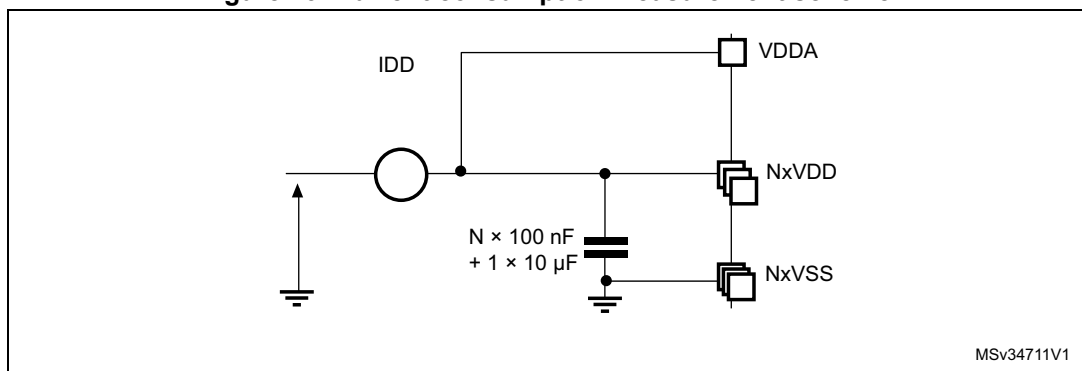 IDD
VDDA
NxVDD
N × 100 nF
+ 1 × 10 µF
NxVSS
MSv34711V1